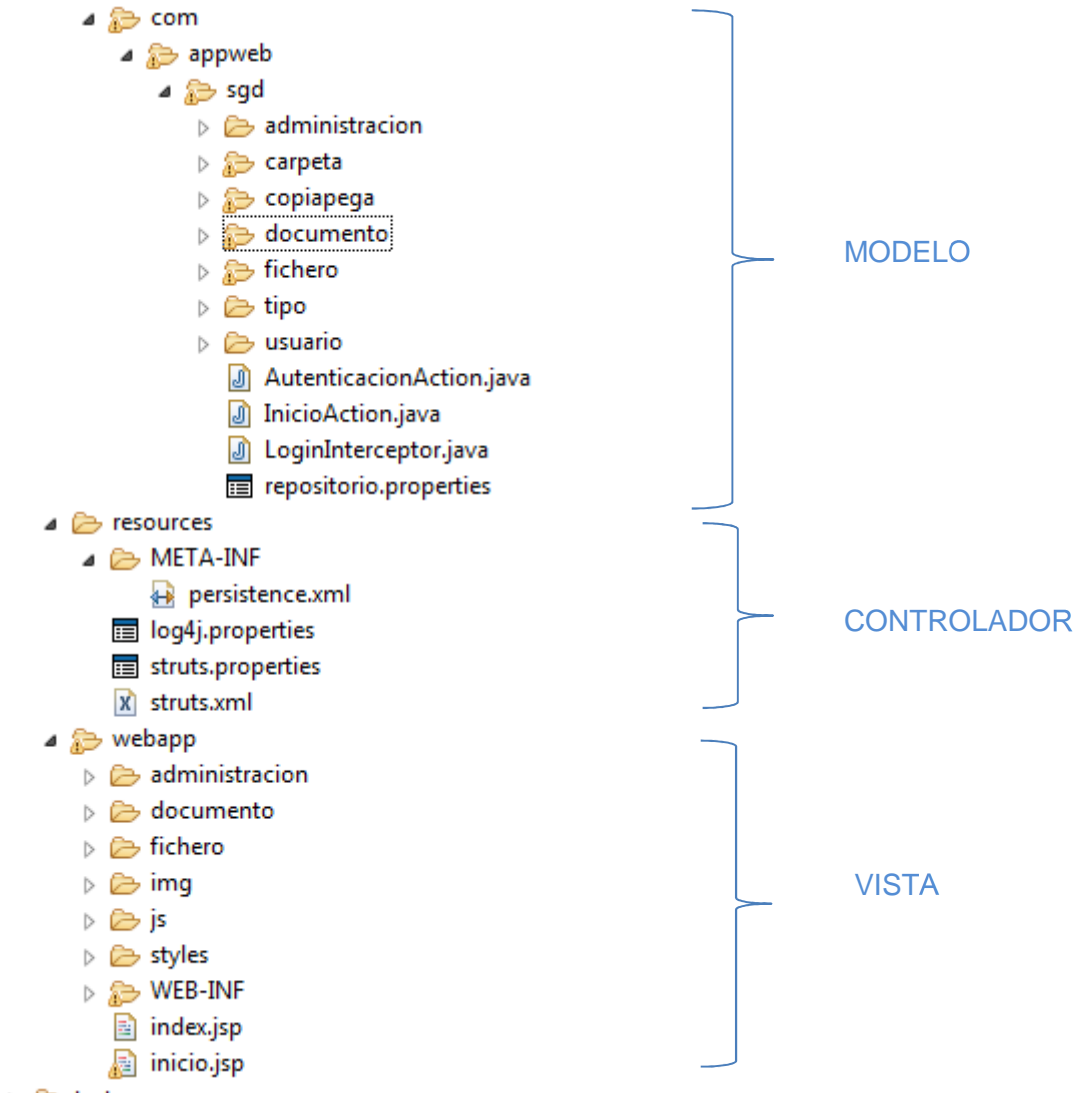 com
appweb
sgd
administracion
carpeta
copiapega
documento
MODELO
fichero
tipo
usuario
AutenticacionAction.java
InicioAction.java
LoginInterceptor.java
repositorio.properties
resources
META-INF
persistence.xml
log4j.properties
CONTROLADOR
struts.properties
struts.xml
webapp
administracion
documento
fichero
img
VISTA
js
styles
WEB-INF
index.jsp
inicio.jsp